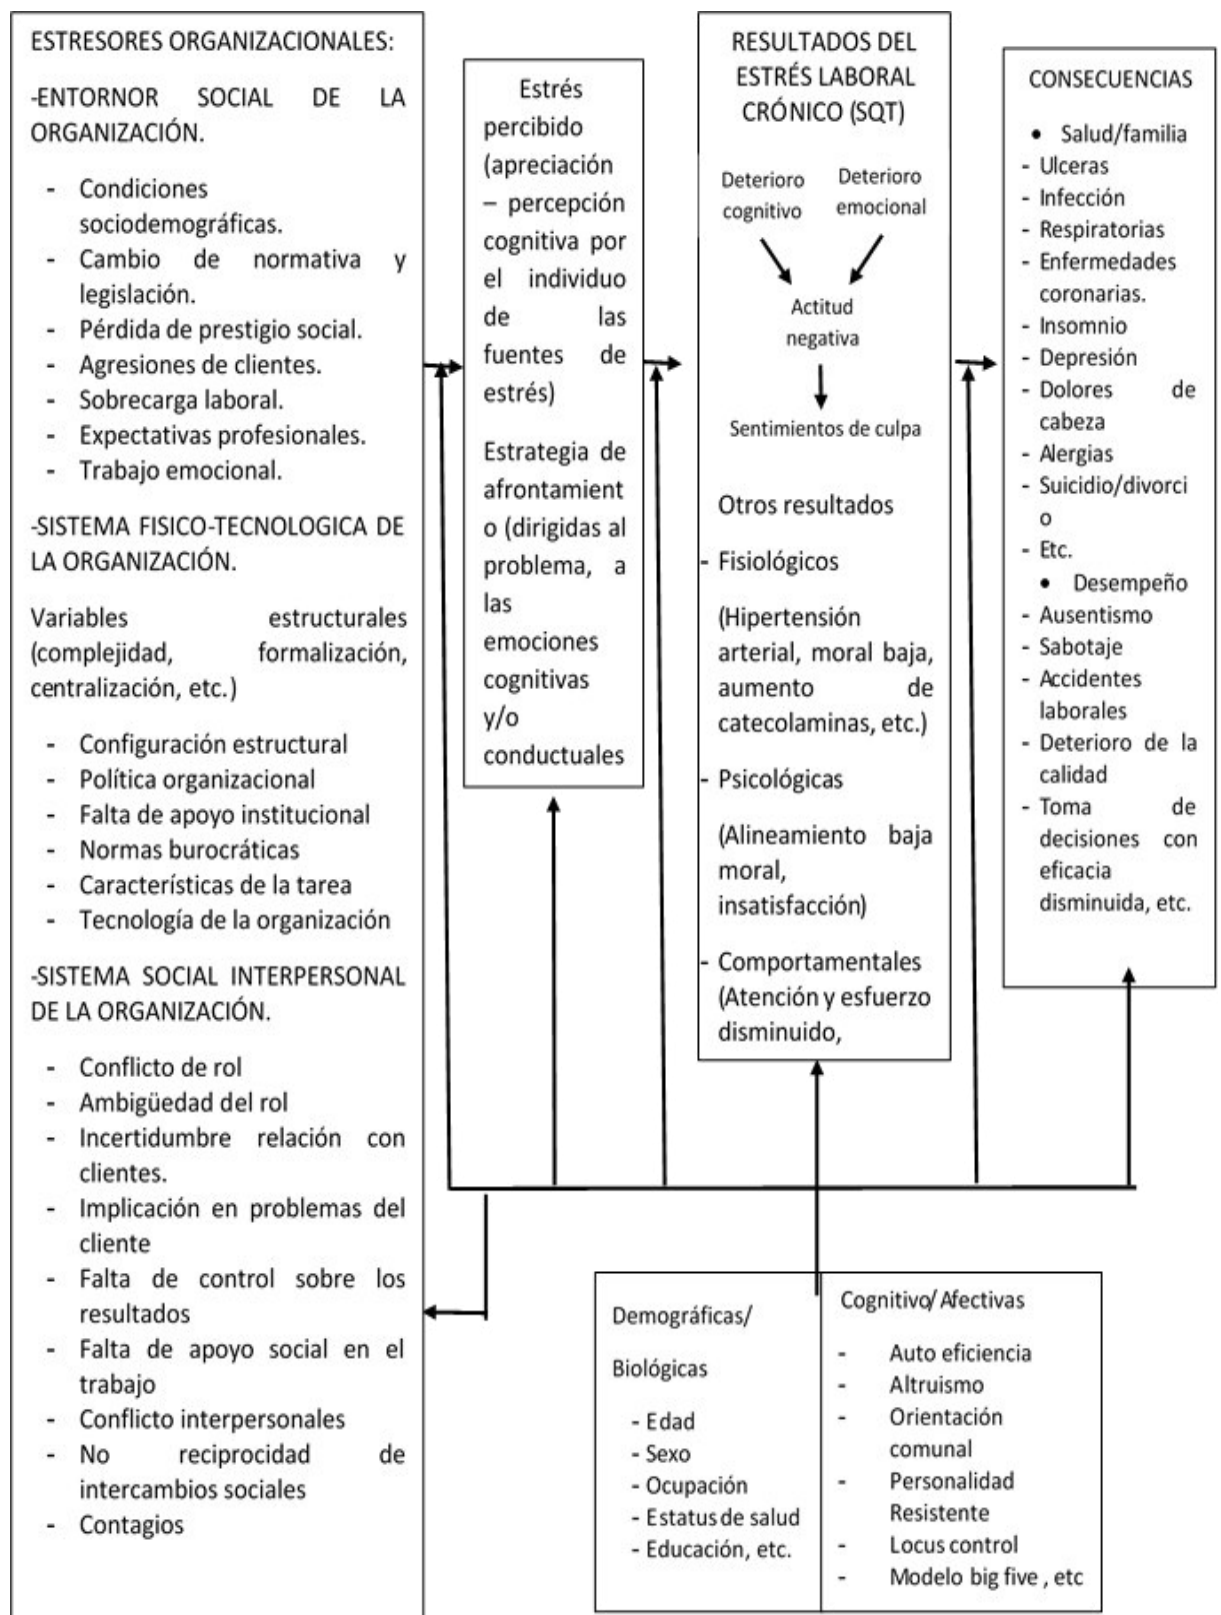 ESTRESORES ORGANIZACIONALES:
-ENTORNOR SOCIAL DE LA
ORGANIZACIÓN.
- Condiciones
sociodemográficas.
- Cambio de normativa y
legislación.
- Pérdida de prestigio social.
- Agresiones de clientes.
- Sobrecarga laboral.
- Expectativas profesionales.
- Trabajo emocional.
-SISTEMA FISICO-TECNOLOGICA DE
LA ORGANIZACIÓN.
Variables estructurales
(complejidad, formalización,
centralización, etc.)
- Configuración estructural
- Política organizacional
- Falta de apoyo institucional
- Normas burocráticas
- Características de la tarea
- Tecnología de la organización
-SISTEMA SOCIAL INTERPERSONAL
DE LA ORGANIZACIÓN.
- Conflicto de rol
- Ambigüedad del rol
- Incertidumbre relación con
clientes.
- Implicación en problemas del
cliente
- Falta de control sobre los
resultados
- Falta de apoyo social en el
trabajo
- Conflicto interpersonales
- No reciprocidad de
intercambios sociales
- Contagios
Estrés
percibido
(apreciación
– percepción
cognitiva por
el individuo
de las
fuentes de
estrés)
Estrategia de
afrontamient
o (dirigidas al
problema, a
las
emociones
cognitivas
y/o
conductuales
RESULTADOS DEL
ESTRÉS LABORAL
CRÓNICO (SQT)
Deterioro
cognitivo
Deterioro
emocional
Actitud
negativa
Sentimientos de culpa
Otros resultados
- Fisiológicos
(Hipertensión
arterial, moral baja,
aumento de
catecolaminas, etc.)
- Psicológicas
(Alineamiento baja
moral,
insatisfacción)
- Comportamentales
(Atención y esfuerzo
disminuido,
CONSECUENCIAS
• Salud/familia
- Ulceras
- Infección
- Respiratorias
- Enfermedades
coronarias.
- Insomnio
- Depresión
- Dolores de
cabeza
- Alergias
- Suicidio/divorci
o
- Etc.
• Desempeño
- Ausentismo
- Sabotaje
- Accidentes
laborales
- Deterioro de la
calidad
- Toma de
decisiones con
eficacia
disminuida, etc.
Demográficas/
Biológicas
- Edad
- Sexo
- Ocupación
- Estatus de salud
- Educación, etc.
Cognitivo/Afectivas
- Auto eficiencia
- Altruismo
- Orientación
comunal
- Personalidad
Resistente
- Locus control
- Modelo big five , etc